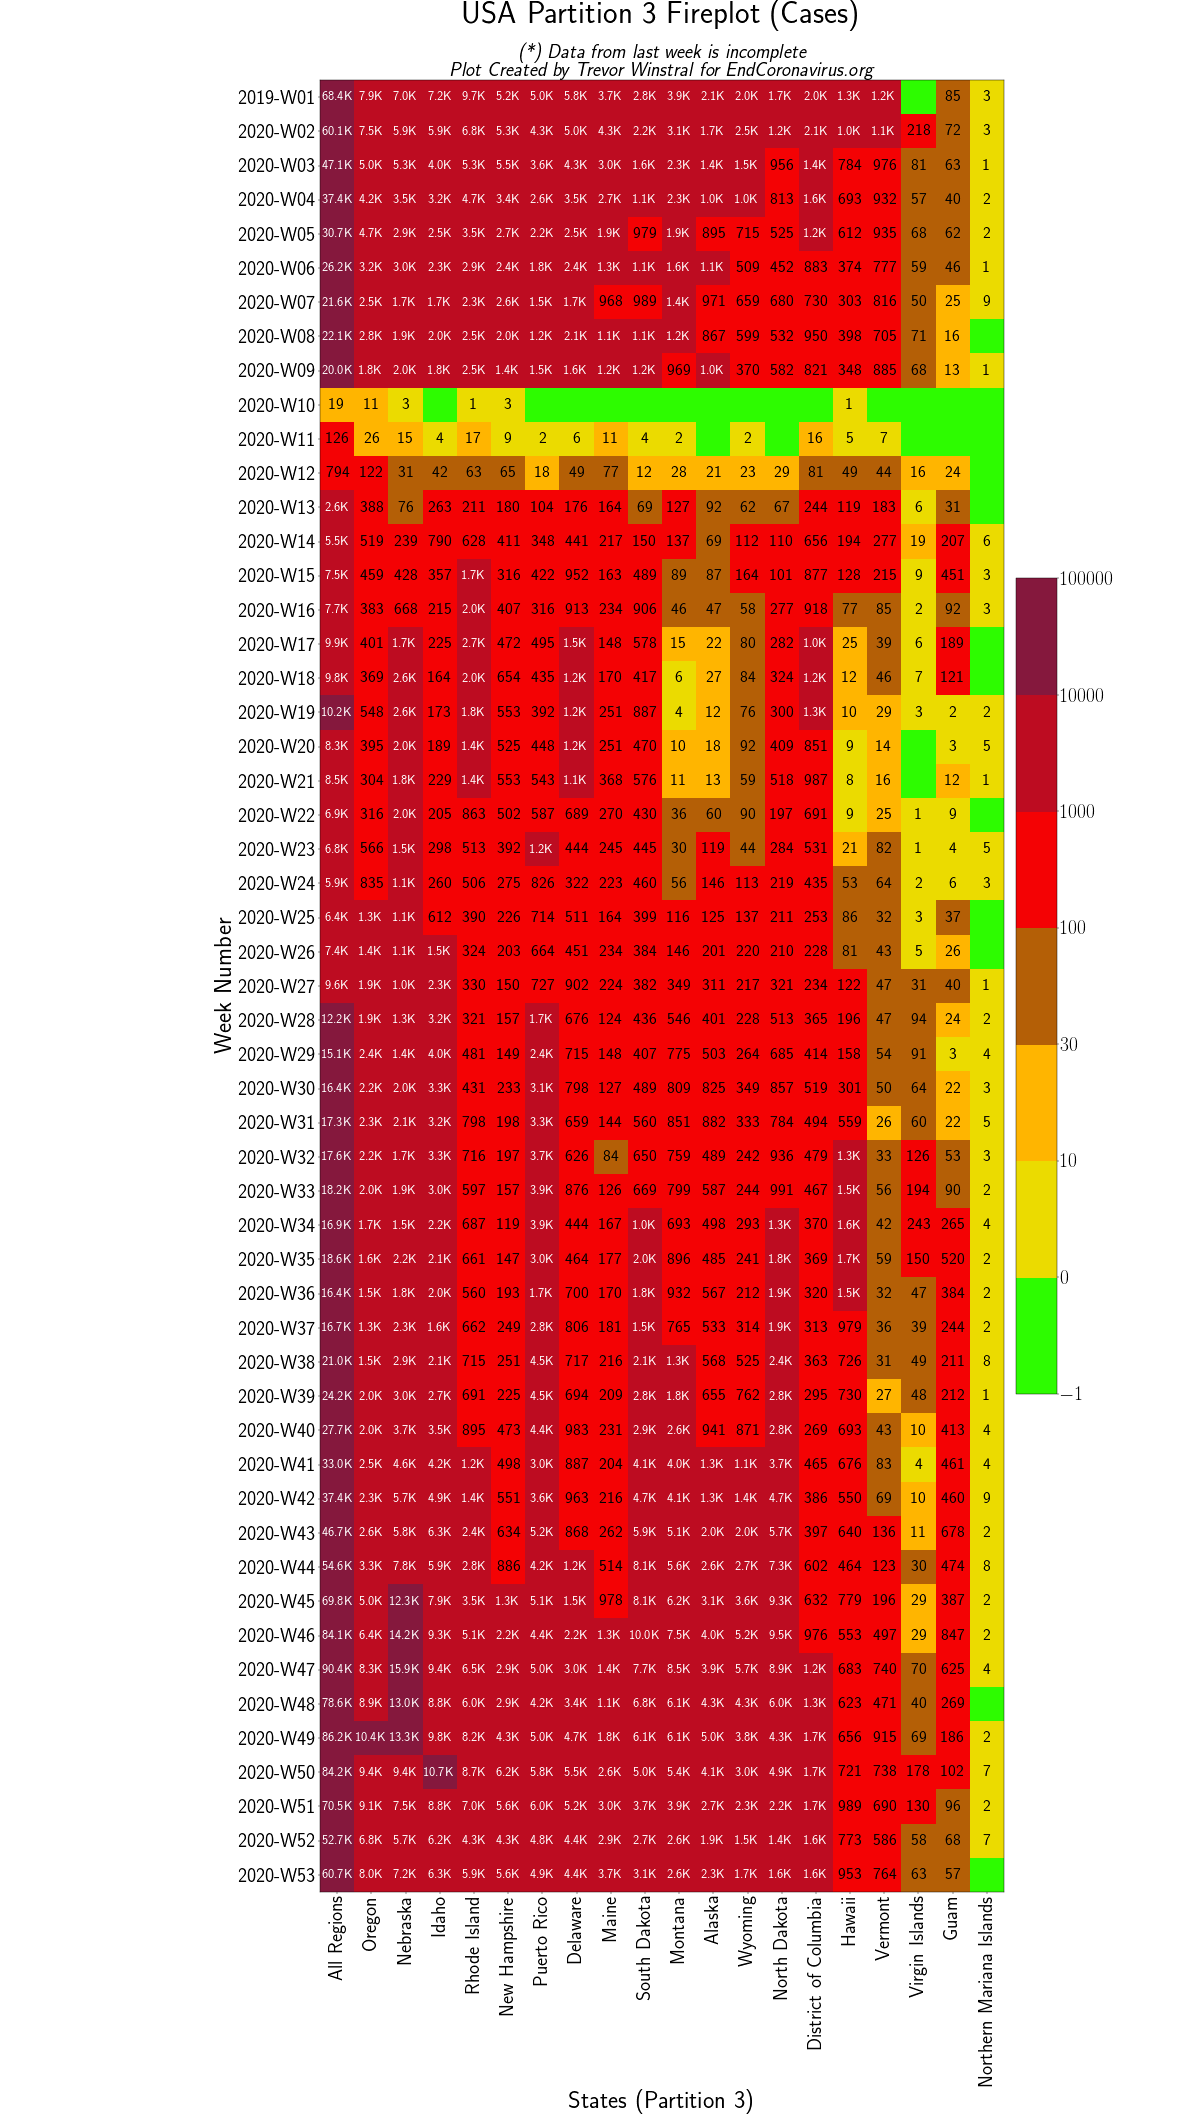 USA Partition 3 Fireplot (Cases)
(*) Data from last week is incomplete
Plot Created by Trevor Winstral for EndCoronavirus.org
2019-W01 68.4K 7.9K 7.0K 7.2K 9.7K 5.2K 5.0K 5.8K 3.7K 2.8K 3.9K 2.1K 2.0K 1.7K 2.0K 1.3K 1.2K 85 3
2020-W02 60.1K 7.5K 5.9K 5.9K 6.8K 5.3K 4.3K 5.0K 4.3K 2.2K 3.1K 1.7K 2.5K 1.2K 2.1K 1.0K 1.1K 218 72 3
2020-W03 47.1K 5.0K 5.3K 4.0K 5.3K 5.5K 3.6K 4.3K 3.0K 1.6K 2.3K 1.4K 1.5K 956 1.4K 784 976 81 63 1
2020-W04 37.4K 4.2K 3.5K 3.2K 4.7K 3.4K 2.6K 3.5K 2.7K 1.1K 2.3K 1.0K 1.0K 813 1.6K 693 932 57 40 2
2020-W05 30.7K 4.7K 2.9K 2.5K 3.5K 2.7K 2.2K 2.5K 1.9K 979 1.9K 895 715 525 1.2K 612 935 68 62 2
2020-W06 26.2K 3.2K 3.0K 2.3K 2.9K 2.4K 1.8K 2.4K 1.3K 1.1K 1.6K 1.1K 509 452 883 374 777 59 46 1
2020-W07 21.6K 2.5K 1.7K 1.7K 2.3K 2.6K 1.5K 1.7K 968 989 1.4K 971 659 680 730 303 816 50 25 9
2020-W08 22.1K 2.8K 1.9K 2.0K 2.5K 2.0K 1.2K 2.1K 1.1K 1.1K 1.2K 867 599 532 950 398 705 71 16
2020-W09 20.0K 1.8K 2.0K 1.8K 2.5K 1.4K 1.5K 1.6K 1.2K 1.2K 969 1.0K 370 582 821 348 885 68 13 1
2020-W10 19 11 3 1 3 1
2020-W11 126 26 15 4 17 9 2 6 11 4 2 2 16 5 7
2020-W12 794 122 31 42 63 65 18 49 77 12 28 21 23 29 81 49 44 16 24
2020-W13 2.6K 388 76 263 211 180 104 176 164 69 127 92 62 67 244 119 183 6 31
2020-W14 5.5K 519 239 790 628 411 348 441 217 150 137 69 112 110 656 194 277 19 207 6
2020-W15 7.5K 459 428 357 1.7K 316 422 952 163 489 89 87 164 101 877 128 215 9 451 3
2020-W16 7.7K 383 668 215 2.0K 407 316 913 234 906 46 47 58 277 918 77 85 2 92 3
2020-W17 9.9K 401 1.7K 225 2.7K 472 495 1.5K 148 578 15 22 80 282 1.0K 25 39 6 189
2020-W18 9.8K 369 2.6K 164 2.0K 654 435 1.2K 170 417 6 27 84 324 1.2K 12 46 7 121
2020-W19 10.2K 548 2.6K 173 1.8K 553 392 1.2K 251 887 4 12 76 300 1.3K 10 29 3 2 2
2020-W20 8.3K 395 2.0K 189 1.4K 525 448 1.2K 251 470 10 18 92 409 851 9 14 3 5
2020-W21 8.5K 304 1.8K 229 1.4K 553 543 1.1K 368 576 11 13 59 518 987 8 16 12 1
2020-W22 6.9K 316 2.0K 205 863 502 587 689 270 430 36 60 90 197 691 9 25 1 9
2020-W23 6.8K 566 1.5K 298 513 392 1.2K 444 245 445 30 119 44 284 531 21 82 1 4 5
2020-W24 5.9K 835 1.1K 260 506 275 826 322 223 460 56 146 113 219 435 53 64 2 6 3
2020-W25 6.4K 1.3K 1.1K 612 390 226 714 511 164 399 116 125 137 211 253 86 32 3 37
2020-W26 7.4K 1.4K 1.1K 1.5K 324 203 664 451 234 384 146 201 220 210 228 81 43 5 26
2020-W27 9.6K 1.9K 1.0K 2.3K 330 150 727 902 224 382 349 311 217 321 234 122 47 31 40 1
2020-W28 12.2K 1.9K 1.3K 3.2K 321 157 1.7K 676 124 436 546 401 228 513 365 196 47 94 24 2
2020-W29 15.1K 2.4K 1.4K 4.0K 481 149 2.4K 715 148 407 775 503 264 685 414 158 54 91 3 4
2020-W30 16.4K 2.2K 2.0K 3.3K 431 233 3.1K 798 127 489 809 825 349 857 519 301 50 64 22 3
2020-W31 17.3K 2.3K 2.1K 3.2K 798 198 3.3K 659 144 560 851 882 333 784 494 559 26 60 22 5
2020-W32 17.6K 2.2K 1.7K 3.3K 716 197 3.7K 626 84 650 759 489 242 936 479 1.3K 33 126 53 3
2020-W33 18.2K 2.0K 1.9K 3.0K 597 157 3.9K 876 126 669 799 587 244 991 467 1.5K 56 194 90 2
2020-W34 16.9K 1.7K 1.5K 2.2K 687 119 3.9K 444 167 1.0K 693 498 293 1.3K 370 1.6K 42 243 265 4
2020-W35 18.6K 1.6K 2.2K 2.1K 661 147 3.0K 464 177 2.0K 896 485 241 1.8K 369 1.7K 59 150 520 2
2020-W36 16.4K 1.5K 1.8K 2.0K 560 193 1.7K 700 170 1.8K 932 567 212 1.9K 320 1.5K 32 47 384 2
2020-W37 16.7K 1.3K 2.3K 1.6K 662 249 2.8K 806 181 1.5K 765 533 314 1.9K 313 979 36 39 244 2
2020-W38 21.0K 1.5K 2.9K 2.1K 715 251 4.5K 717 216 2.1K 1.3K 568 525 2.4K 363 726 31 49 211 8
2020-W39 24.2K 2.0K 3.0K 2.7K 691 225 4.5K 694 209 2.8K 1.8K 655 762 2.8K 295 730 27 48 212 1
2020-W40 27.7K 2.0K 3.7K 3.5K 895 473 4.4K 983 231 2.9K 2.6K 941 871 2.8K 269 693 43 10 413 4
2020-W41 33.0K 2.5K 4.6K 4.2K 1.2K 498 3.0K 887 204 4.1K 4.0K 1.3K 1.1K 3.7K 465 676 83 4 461 4
2020-W42 37.4K 2.3K 5.7K 4.9K 1.4K 551 3.6K 963 216 4.7K 4.1K 1.3K 1.4K 4.7K 386 550 69 10 460 9
2020-W43 46.7K 2.6K 5.8K 6.3K 2.4K 634 5.2K 868 262 5.9K 5.1K 2.0K 2.0K 5.7K 397 640 136 11 678 2
2020-W44 54.6K 3.3K 7.8K 5.9K 2.8K 886 4.2K 1.2K 514 8.1K 5.6K 2.6K 2.7K 7.3K 602 464 123 30 474 8
2020-W45 69.8K 5.0K 12.3K 7.9K 3.5K 1.3K 5.1K 1.5K 978 8.1K 6.2K 3.1K 3.6K 9.3K 632 779 196 29 387 2
2020-W46 84.1K 6.4K 14.2K 9.3K 5.1K 2.2K 4.4K 2.2K 1.3K 10.0K 7.5K 4.0K 5.2K 9.5K 976 553 497 29 847 2
2020-W47 90.4K 8.3K 15.9K 9.4K 6.5K 2.9K 5.0K 3.0K 1.4K 7.7K 8.5K 3.9K 5.7K 8.9K 1.2K 683 740 70 625 4
2020-W48 78.6K 8.9K 13.0K 8.8K 6.0K 2.9K 4.2K 3.4K 1.1K 6.8K 6.1K 4.3K 4.3K 6.0K 1.3K 623 471 40 269
2020-W49 86.2K 10.4K 13.3K 9.8K 8.2K 4.3K 5.0K 4.7K 1.8K 6.1K 6.1K 5.0K 3.8K 4.3K 1.7K 656 915 69 186 2
2020-W50 84.2K 9.4K 9.4K 10.7K 8.7K 6.2K 5.8K 5.5K 2.6K 5.0K 5.4K 4.1K 3.0K 4.9K 1.7K 721 738 178 102 7
2020-W51 70.5K 9.1K 7.5K 8.8K 7.0K 5.6K 6.0K 5.2K 3.0K 3.7K 3.9K 2.7K 2.3K 2.2K 1.7K 989 690 130 96 2
2020-W52 52.7K 6.8K 5.7K 6.2K 4.3K 4.3K 4.8K 4.4K 2.9K 2.7K 2.6K 1.9K 1.5K 1.4K 1.6K 773 586 58 68 7
2020-W53 60.7K 8.0K 7.2K 6.3K 5.9K 5.6K 4.9K 4.4K 3.7K 3.1K 2.6K 2.3K 1.7K 1.6K 1.6K 953 764 63 57
Week Number
All Regions
Oregon
Nebraska
Idaho
Rhode Island
New Hampshire
Puerto Rico
Delaware
Maine
South Dakota
Montana
Alaska
Wyoming
North Dakota
District of Columbia
Hawaii
Vermont
Virgin Islands
Guam
Northern Mariana Islands
States (Partition 3)
100000
10000
1000
100
30
10
0
−1